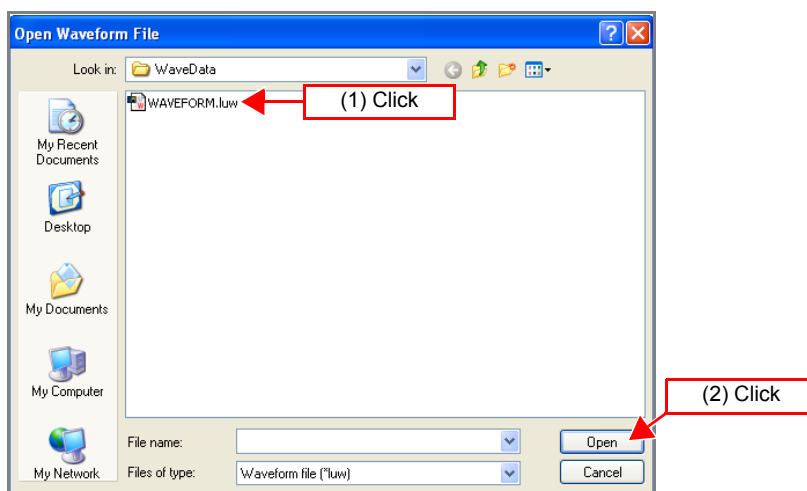 Open Waveform File
Look in: WaveData
WAVEFORM.luw
(1) Click
My Recent
Documents
Desktop
My Documents
My Computer
(2) Click
File name:
Open
My Network
Files of type: Waveform file (*luw)
Cancel